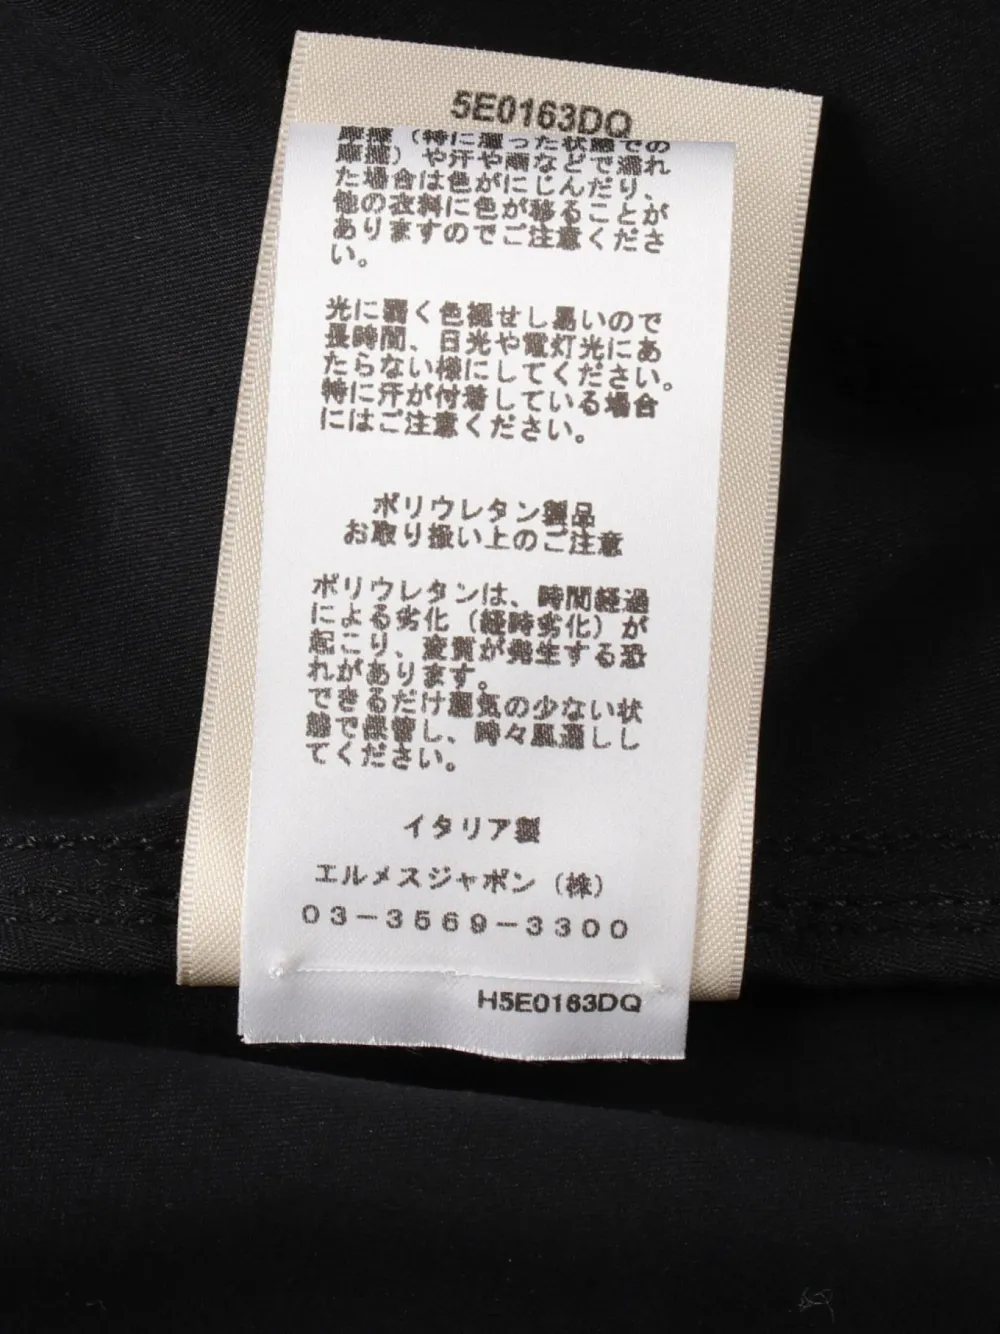 5E0163DQ
摩擦（特に湿った状態での
摩擦）や汗や雨などで濡れ
た場合は色がにじんだり、
他の衣料に色が移ることが
ありますのでご注意くださ
い。
光に弱く色褪せし易いので
長時間、日光や電灯光にあ
たらない様にしてください。
特に汗が付着している場合
にはご注意ください。
ポリウレタン製品
お取り扱い上のご注意
ポリウレタンは、時間経過
による劣化（経時劣化）が
起こり、変質が発生する恐
れがあります。
できるだけ湿気の少ない状
態で保管し、時々風通しし
てください。
イタリア製
エルメスジャポン（株）
03−3569−3300
H5E0163DQ